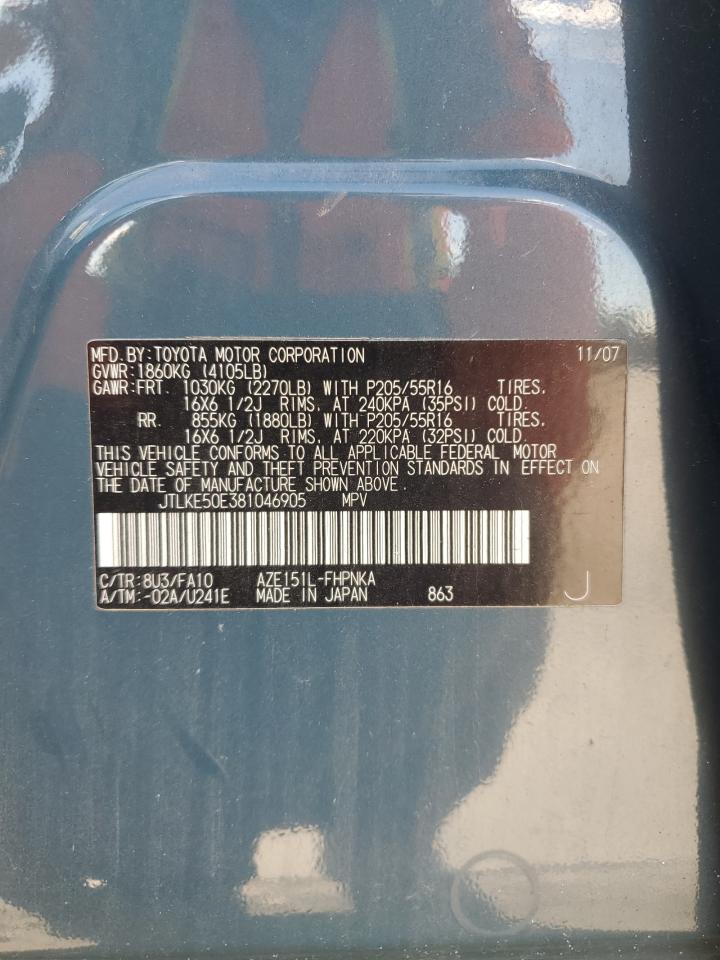 MFD.BY:TOYOTA MOTOR CORPORATION 11/07
GVWR:1860KG (4105LB)
GAWR:FRT. 1030KG (2270LB) WITH P205/55R16 TIRES.
16X6 1/2J RIMS, AT 240KPA (35PSI) COLD.
RR. 855KG (1880LB) WITH P205/55R16 TIRES.
16X6 1/2J RIMS, AT 220KPA (32PSI) COLD.
THIS VEHICLE CONFORMS TO ALL APPLICABLE FEDERAL MOTOR
VEHICLE SAFETY AND THEFT PREVENTION STANDARDS IN EFFECT ON
THE DATE OF MANUFACTURE SHOWN ABOVE.
JTLKE50E381046905 MPV
C/TR:8U3/FA10 AZE151L-FHPNKA
A/TM:-02A/U241E MADE IN JAPAN 863 J